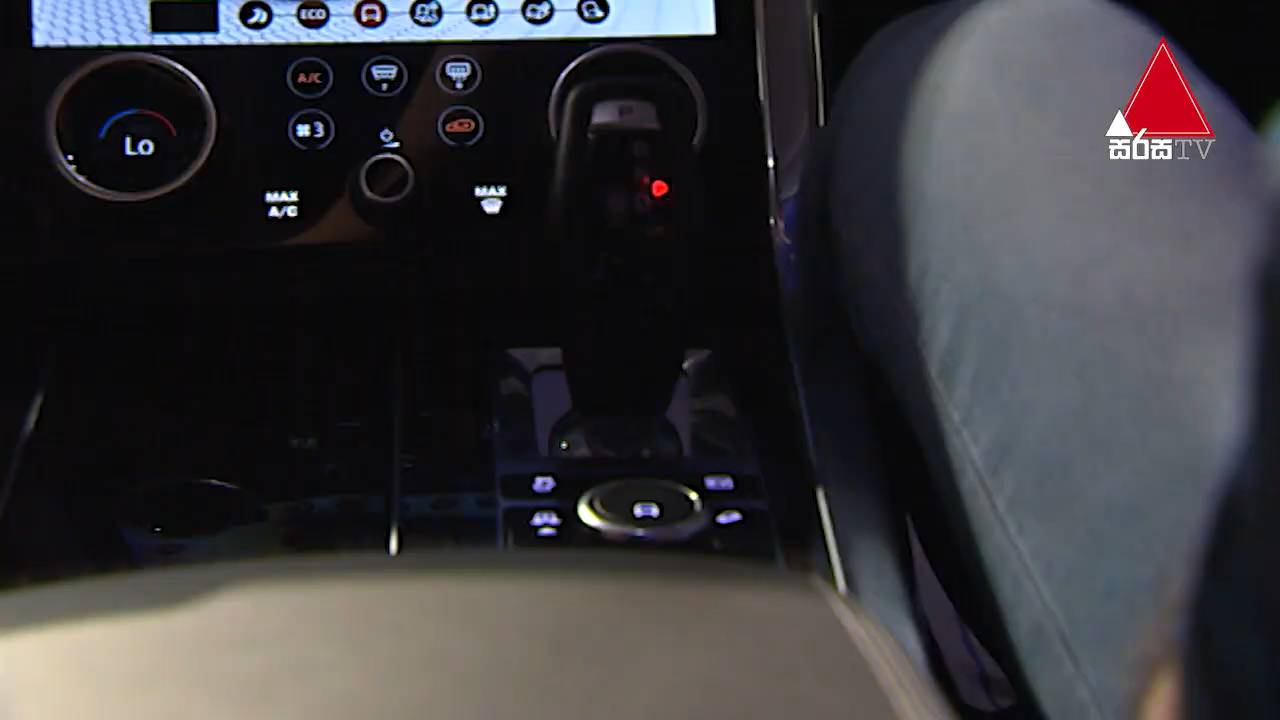 ECO
A/C
Lo
3
MAX
A/C
MAX
P
සිරස TV